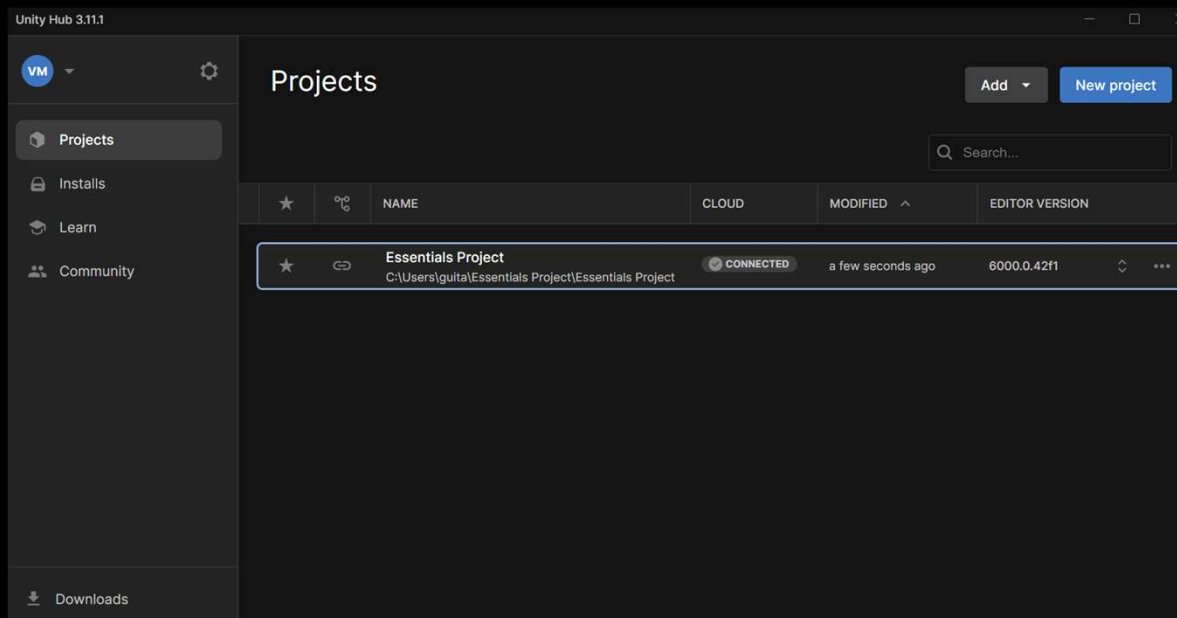 Unity Hub 3.11.1
VM
Projects
Add
New project
Projects
Installs
Learn
Community
Search...
NAME CLOUD MODIFIED EDITOR VERSION
Essentials Project
C:\Users\guita\Essentials Project\Essentials Project
CONNECTED
a few seconds ago
6000.0.42f1
Downloads